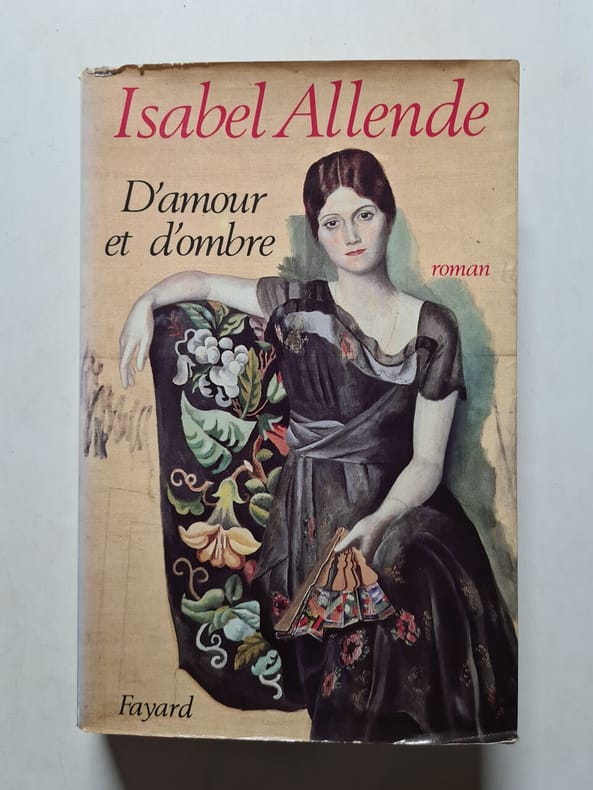 Isabel Allende
D'amour
et d'ombre
roman
Fayard